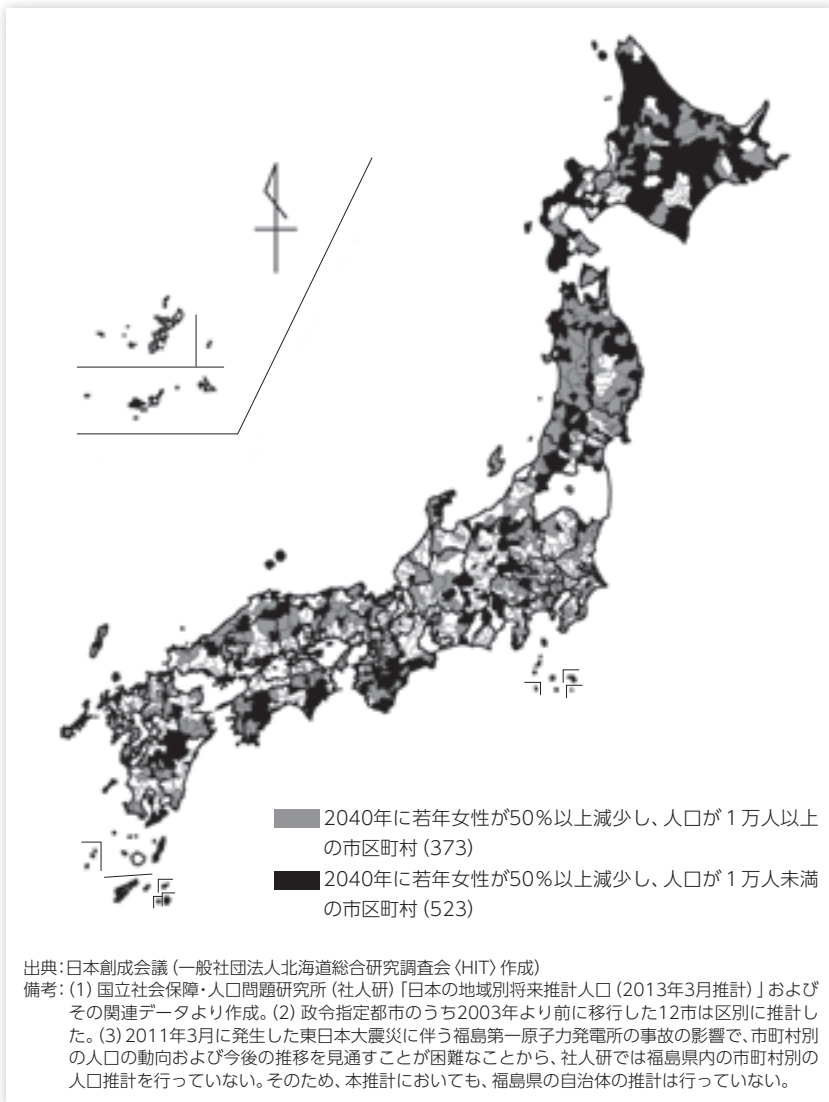 2040年に若年女性が50%以上減少し、人口が1万人以上
の市区町村 (373)
2040年に若年女性が50%以上減少し、人口が1万人未満
の市区町村 (523)
出典：日本創成会議 (一般社団法人北海道総合研究調査会〈HIT〉作成)
備考：(1) 国立社会保障・人口問題研究所 (社人研)「日本の地域別将来推計人口 (2013年3月推計)」および
その関連データより作成。(2) 政令指定都市のうち2003年より前に移行した12市は区別に推計し
た。(3) 2011年3月に発生した東日本大震災に伴う福島第一原子力発電所の事故の影響で、市町村別
の人口の動向および今後の推移を見通すことが困難なことから、社人研では福島県内の市町村別の
人口推計を行っていない。そのため、本推計においても、福島県の自治体の推計は行っていない。